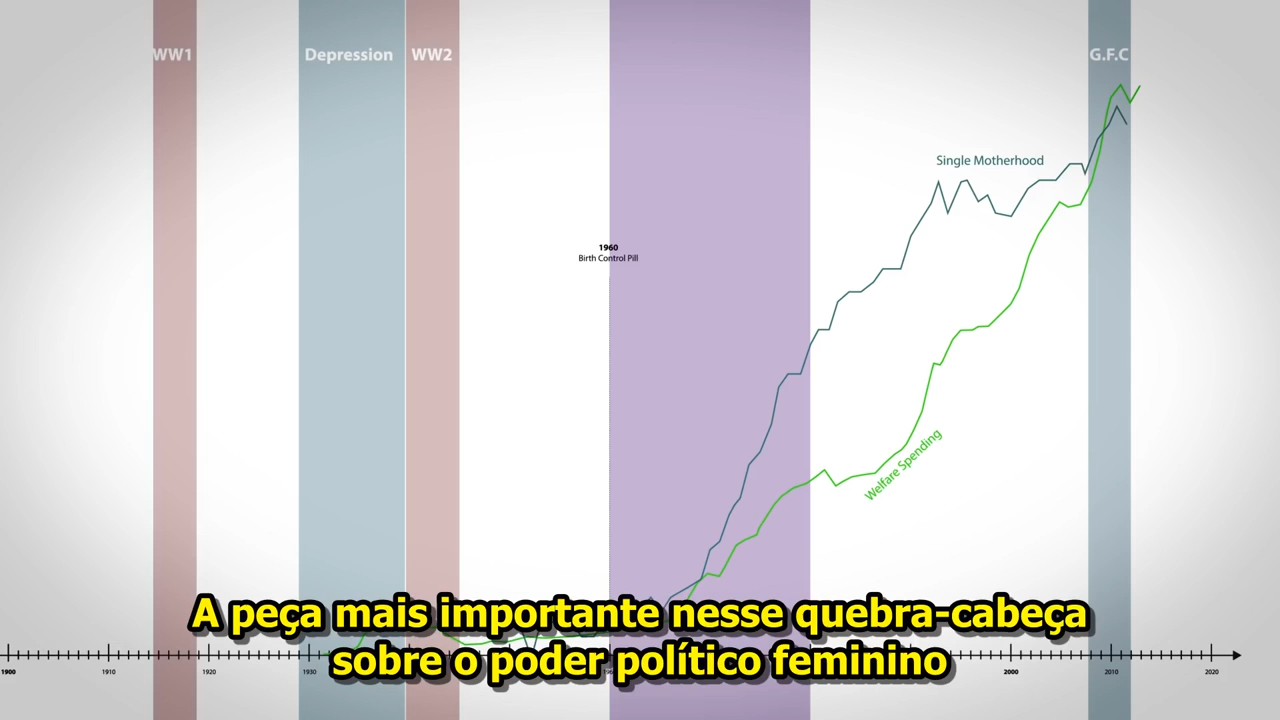 WW1
Depression
WW2
G.F.C
Single Motherhood
1960
Birth Control Pill
Welfare Spending
A peça mais importante nesse quebra-cabeça
sobre o poder político feminino
1900
1910
1920
1930
2000
2010
2020